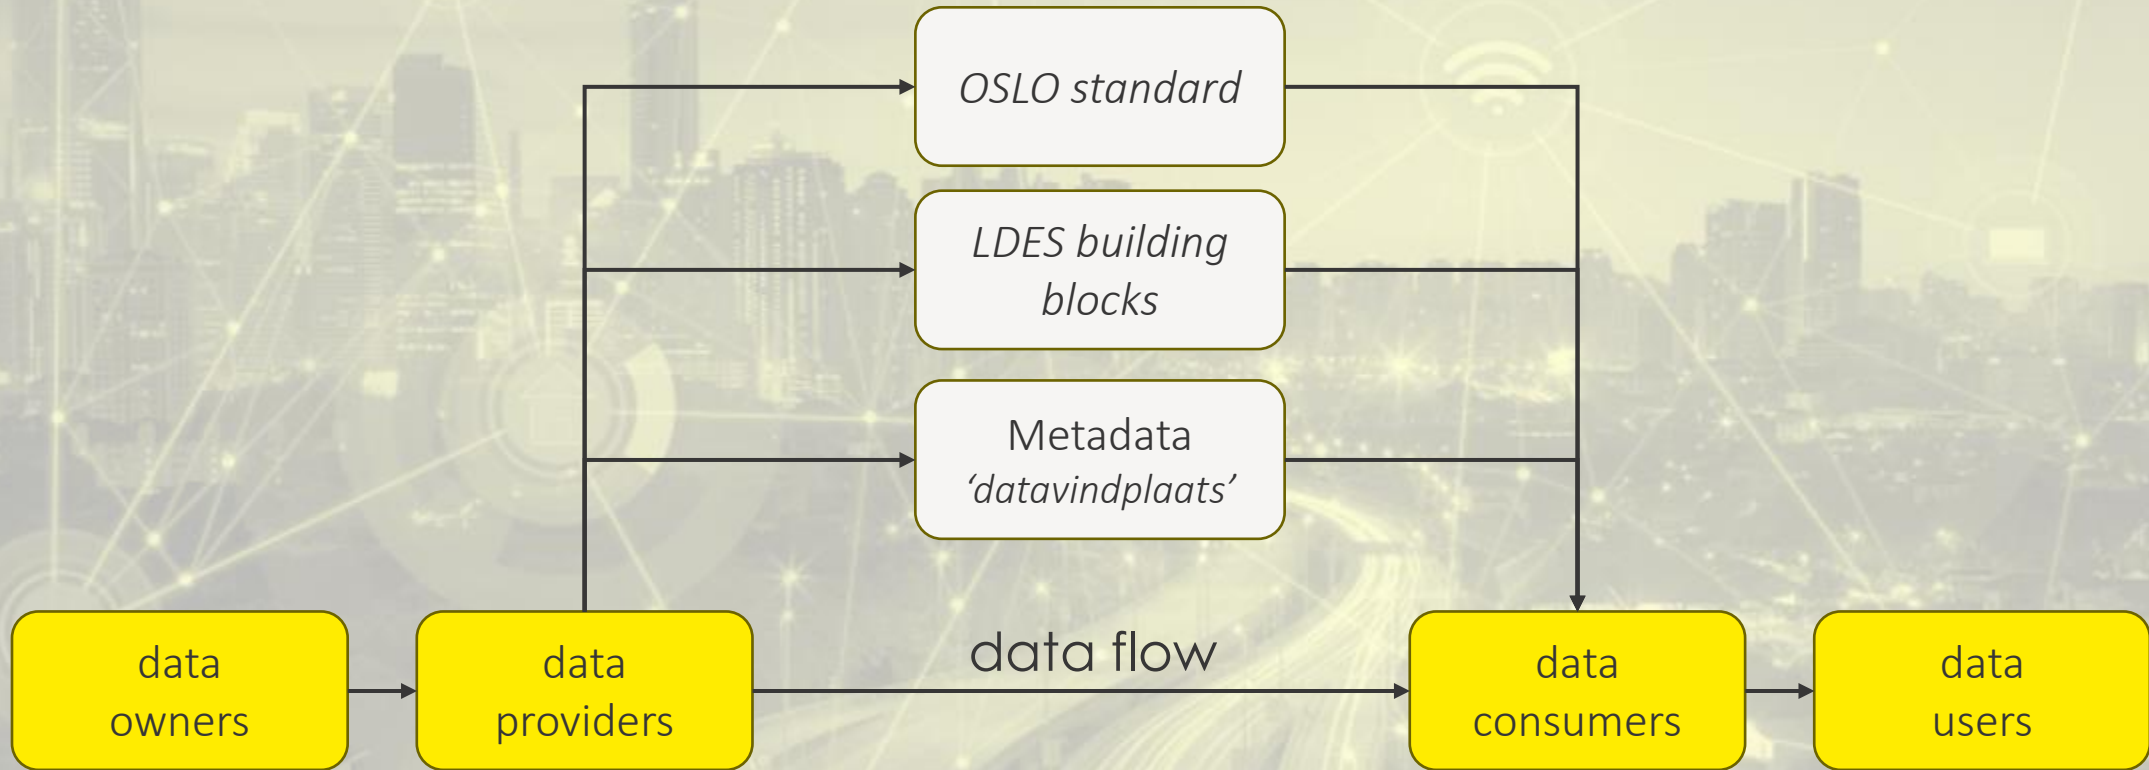 OSLO standard
LDES building
blocks
Metadata
‘datavindplaats’
data
owners
data
providers
data flow
data
consumers
data
users